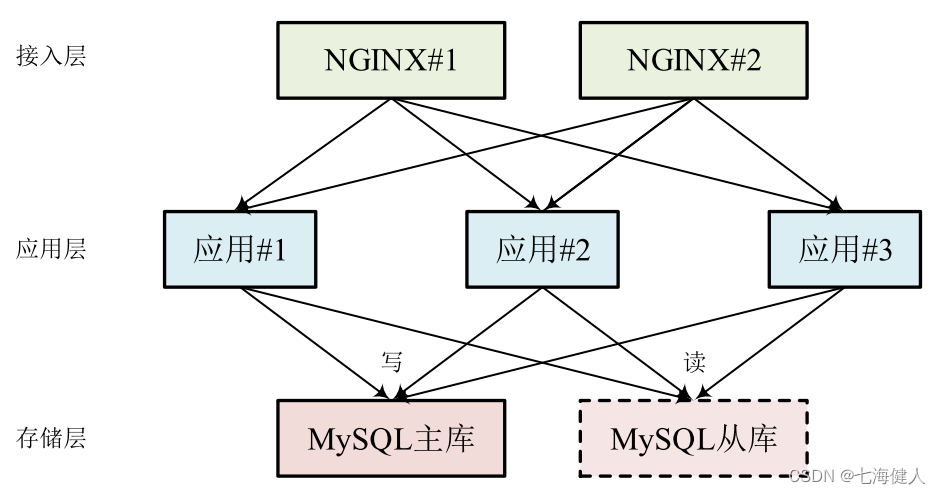 接入层
NGINX#1
NGINX#2
应用层
应用#1
应用#2
应用#3
写
读
存储层
MySQL主库
MySQL从库
CSDN @七海健人